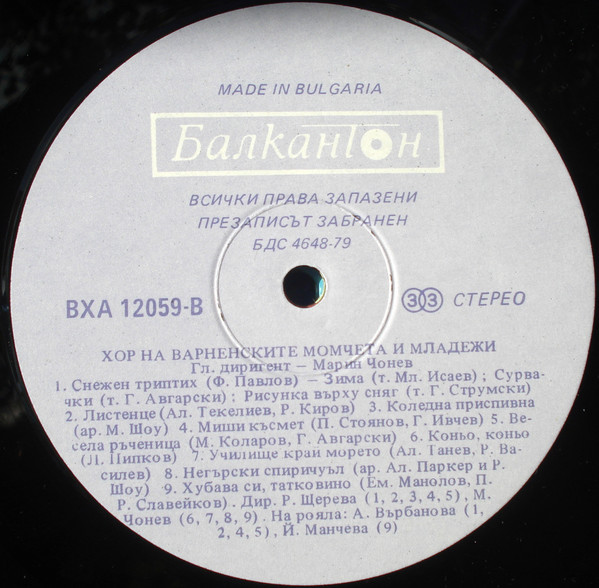 MADE IN BULGARIA
Балкантон
ВСИЧКИ ПРАВА ЗАПАЗЕНИ
ПРЕЗАПИСЪТ ЗАБРАНЕН
БДС 4648-79
ВХА 12059-В
33 СТЕРЕО
ХОР НА ВАРНЕНСКИТЕ МОМЧЕТА И МЛАДЕЖИ
Гл. диригент – Марин Чонев
1. Снежен триптих (Ф. Павлов) – Зима (т. Мл. Исаев) ; Сурва-
чки (т. Г. Авгарски) ; Рисунка върху сняг (т. Г. Струмски)
2. Листенце (Ал. Текелиев, Р. Киров) 3. Коледна приспивна
(ар. М. Шоу) 4. Миши късмет (П. Стоянов, Г. Ивчев) 5. Ве-
села ръченица (М. Коларов, Г. Авгарски) 6. Коньо, коньо
(Л. Пипков) 7. Училище край морето (Ал. Танев, Р. Ва-
силев) 8. Негърски спиричуъл (ар. Ал. Паркер и Р.
Шоу) 9. Хубава си, татковино (Ем. Манолов, П.
Р. Славейков) . Дир. Р. Щерева (1, 2, 3, 4, 5) , М.
Чонев (6, 7, 8, 9) . На рояла: А. Върбанова (1,
2, 4, 5) , Й. Манчева (9)